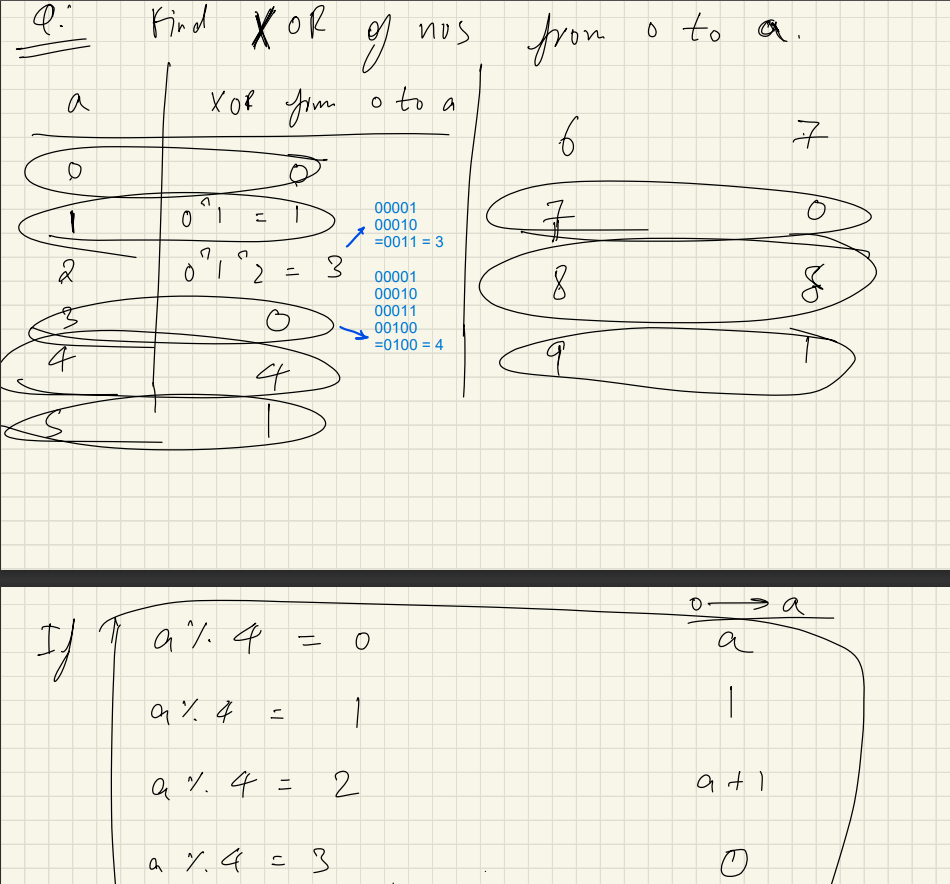 Q: Find XOR of nos from 0 to a.
a XOR from 0 to a
0 0
1 0^1 = 1
00001
00010
=0011 = 3
2 0^1^2 = 3
3 0
00001
00010
00011
00100
=0100 = 4
4 4
5 1
6 7
7 0
8 8
9 1
0 → a
If a % 4 = 0 a
a % 4 = 1 1
a % 4 = 2 a + 1
a % 4 = 3 0